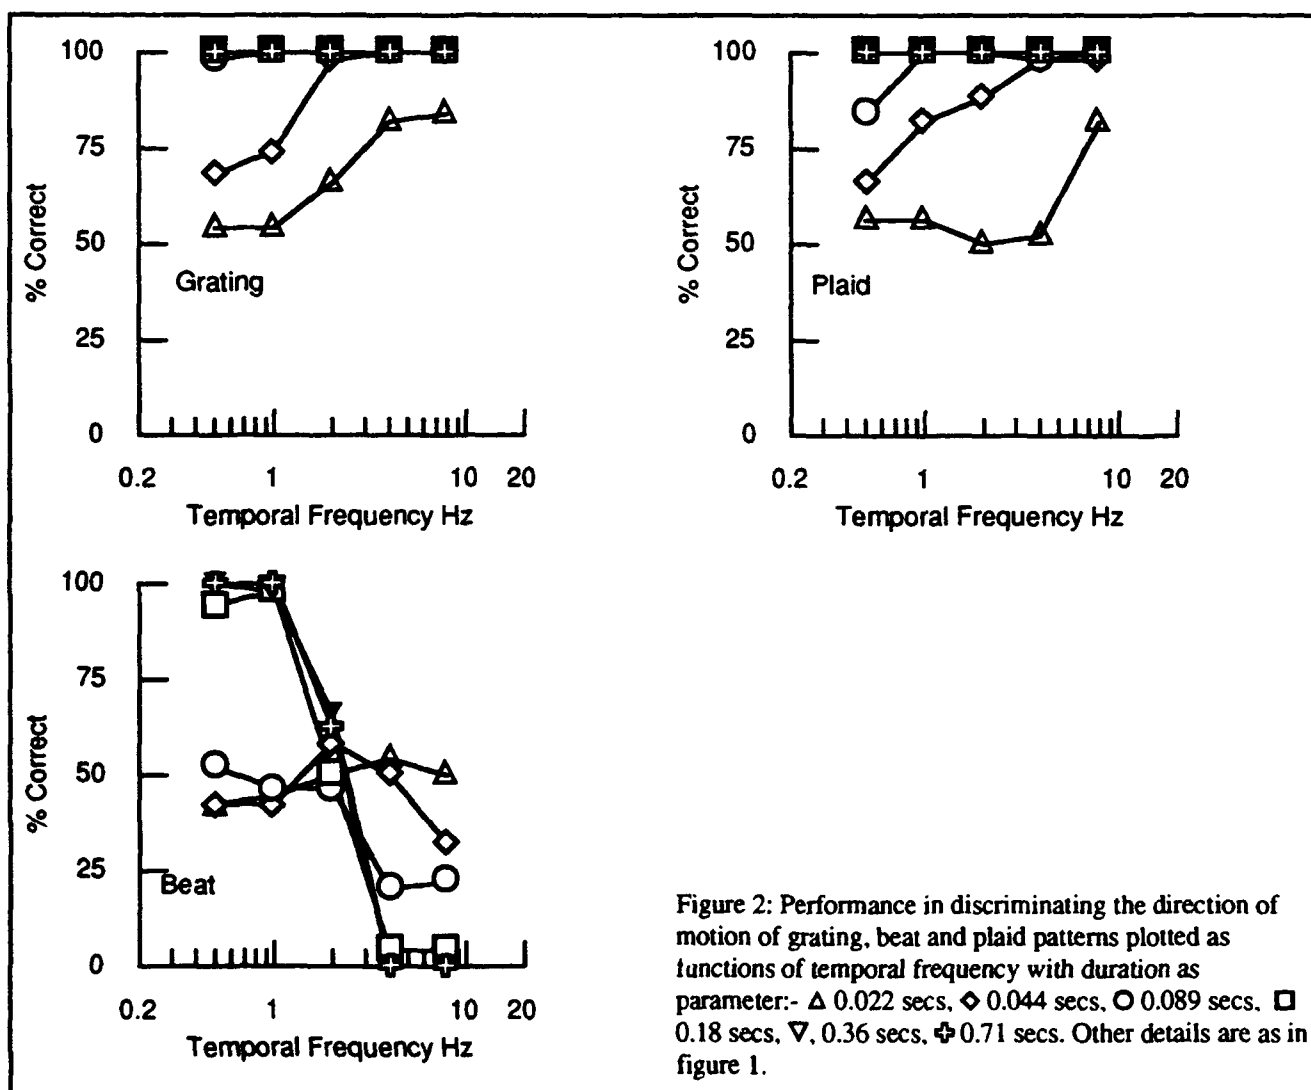 100
75
50
25
0
% Correct
Grating
0.2 1 10 20
Temporal Frequency Hz
100
75
50
25
0
% Correct
Plaid
0.2 1 10 20
Temporal Frequency Hz
100
75
50
25
0
% Correct
Beat
0.2 1 10 20
Temporal Frequency Hz
Figure 2: Performance in discriminating the direction of
motion of grating, beat and plaid patterns plotted as
functions of temporal frequency with duration as
parameter:- △ 0.022 secs, ◇ 0.044 secs, ○ 0.089 secs, □
0.18 secs, ▽, 0.36 secs, ✚ 0.71 secs. Other details are as in
figure 1.